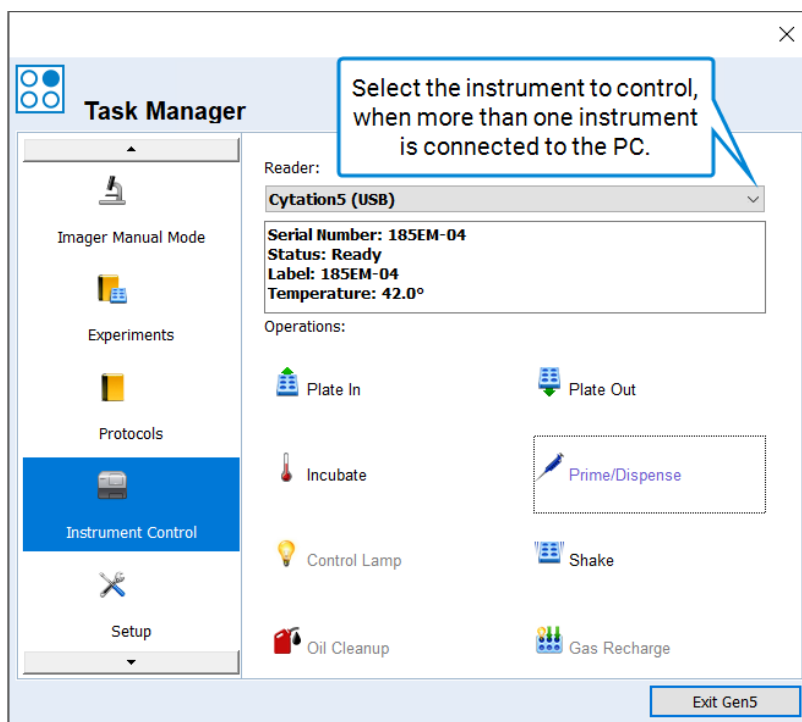 Task Manager
Select the instrument to control,
when more than one instrument
is connected to the PC.
Imager Manual Mode
Experiments
Protocols
Instrument Control
Setup
Reader:
Cytation5 (USB)
Serial Number: 185EM-04
Status: Ready
Label: 185EM-04
Temperature: 42.0°
Operations:
Plate In
Plate Out
Incubate
Prime/Dispense
Control Lamp
Shake
Oil Cleanup
Gas Recharge
Exit Gen5